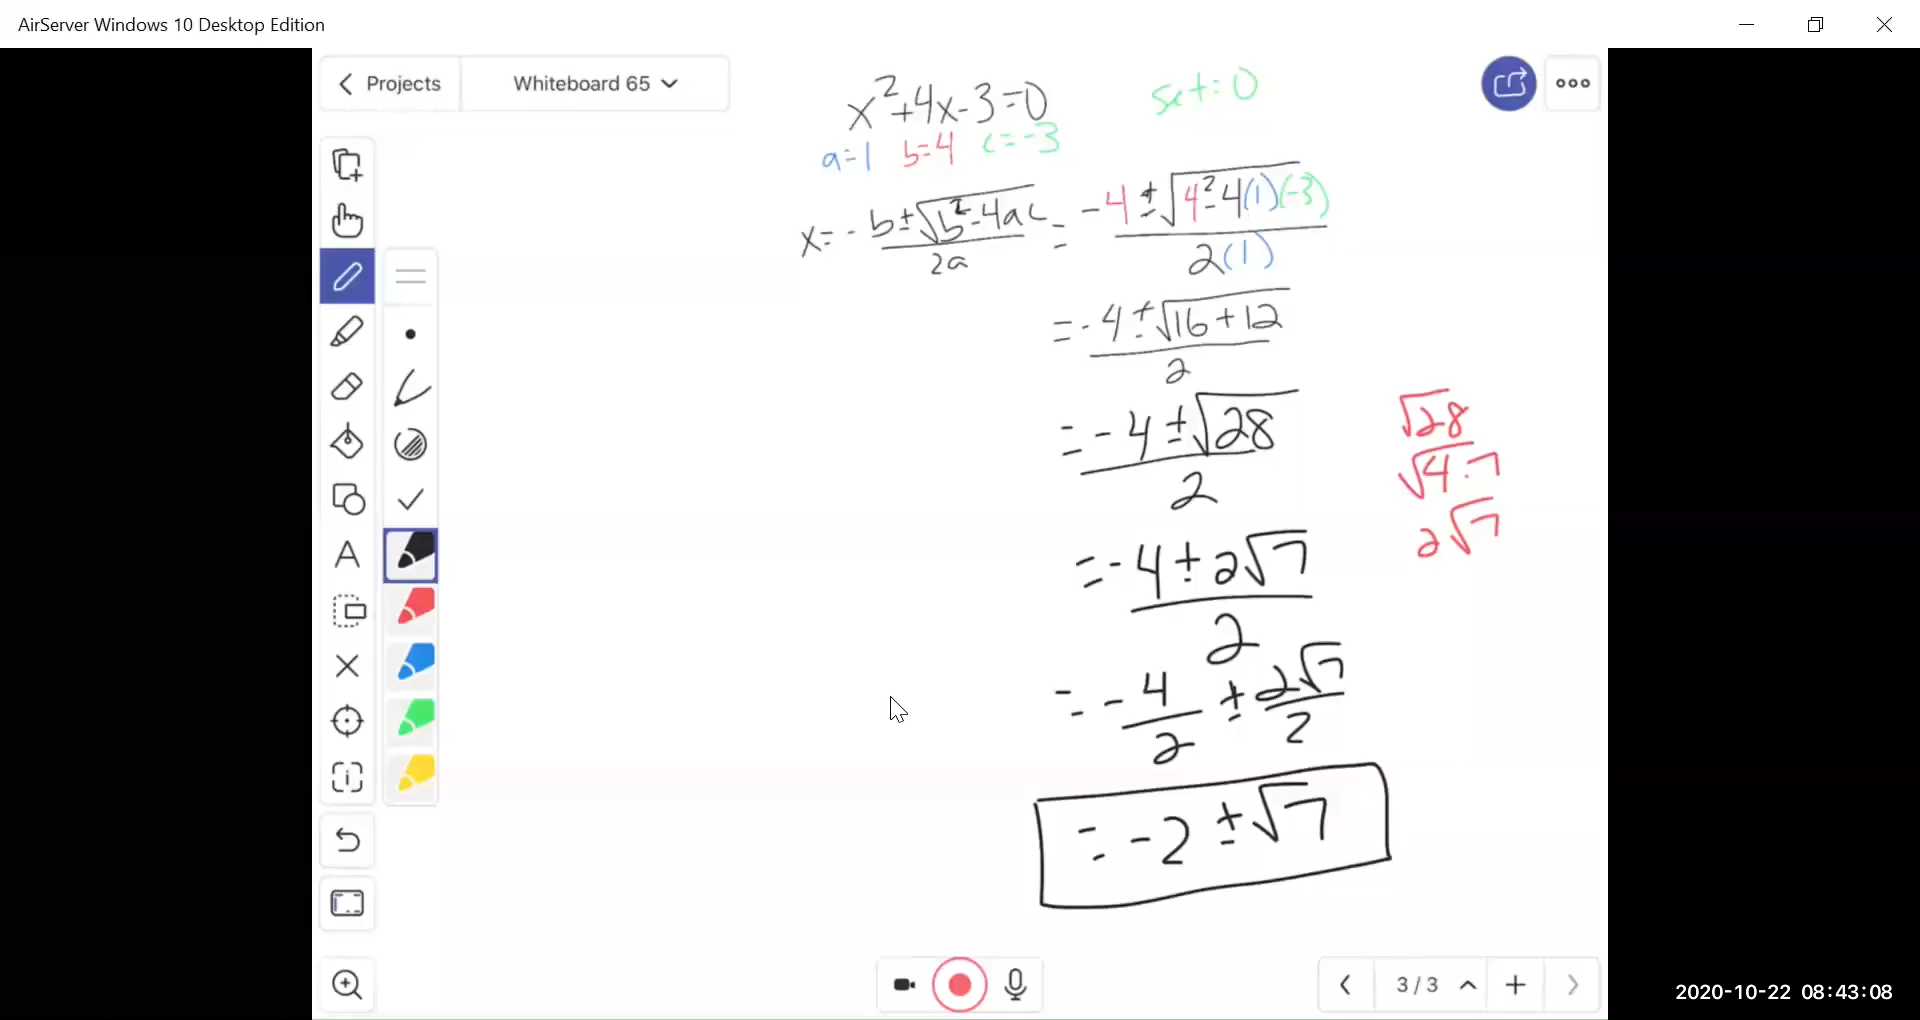 AirServer Windows 10 Desktop Edition
Projects
Whiteboard 65
x²+4x-3=0
set=0
a=1 b=4 c=-3
x= -b±√b²-4ac / 2a = -4±√4²-4(1)(-3) / 2(1)
= -4±√16+12 / 2
= -4±√28 / 2
√28
√4·7
2√7
= -4±2√7 / 2
= -4/2 ± 2√7/2
= -2±√7
A
3/3
2020-10-22 08:43:08